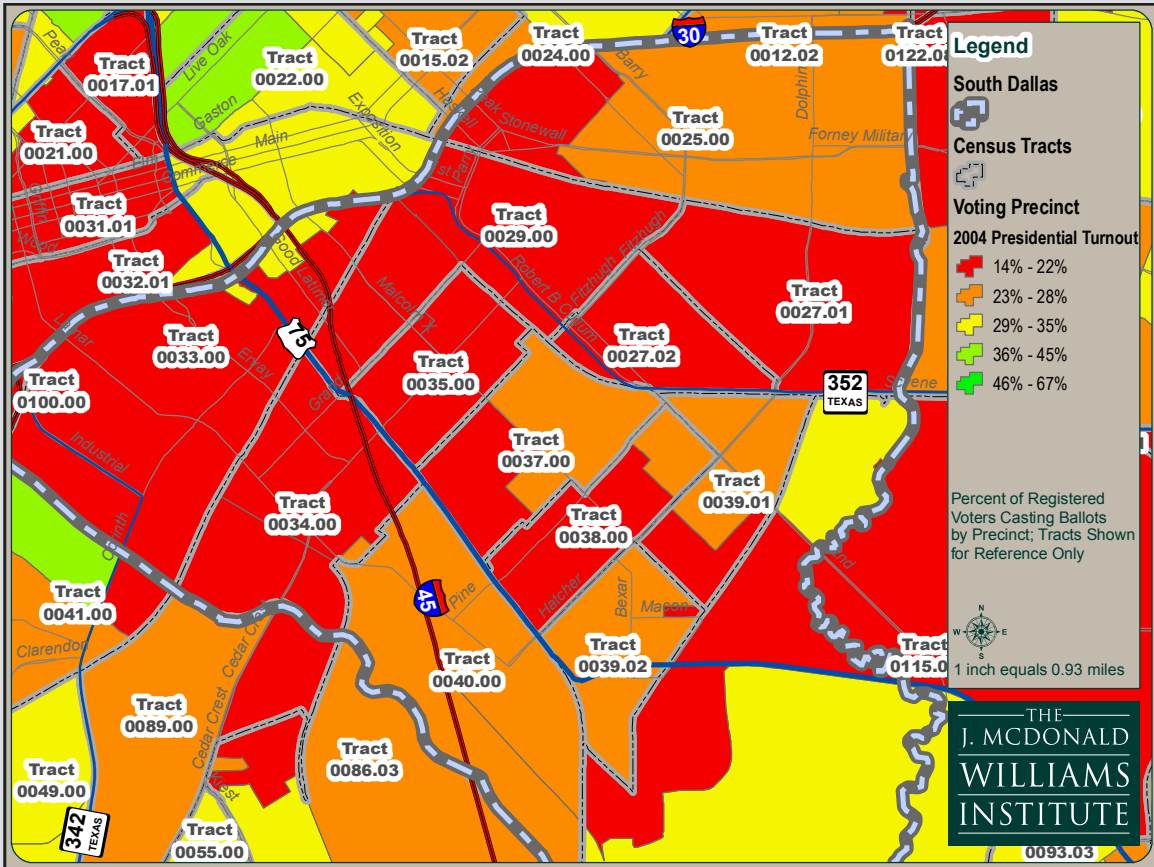 Tract
0017.01
Tract
0022.00
Tract
0015.02
Tract
0024.00
30
Tract
0012.02
Tract
0122.08
Live Oak
Gaston
Main
Exposition
Haskell
Barry
Dolphin
Stonewall
Forney Military
Tract
0021.00
Tract
0025.00
Elm
Commerce
Griffin
Wood
Tract
0031.01
Tract
0029.00
Tract
0032.01
Good Latimer
Malcolm X
Robert B Cullum
Fitzhugh
Fitzhugh
Tract
0027.01
Lamar
Tract
0033.00
75
Ervay
Tract
0035.00
Tract
0027.02
Tract
0100.00
352
TEXAS
Industrial
Tract
0037.00
Tract
0039.01
Tract
0034.00
Tract
0038.00
Corinth
Tract
0041.00
45
Pine
Hatcher
Bexar
Mason
Clarendon
Cedar Crest
Cedar Crest
Tract
0040.00
Tract
0039.02
Tract
0115.0
Tract
0089.00
Tract
0086.03
Tract
0049.00
342
TEXAS
Tract
0055.00
0093.03
Legend
South Dallas
Census Tracts
Voting Precinct
2004 Presidential Turnout
14% - 22%
23% - 28%
29% - 35%
36% - 45%
46% - 67%
Percent of Registered
Voters Casting Ballots
by Precinct; Tracts Shown
for Reference Only
N
W E
S
1 inch equals 0.93 miles
THE
J. MCDONALD
WILLIAMS
INSTITUTE